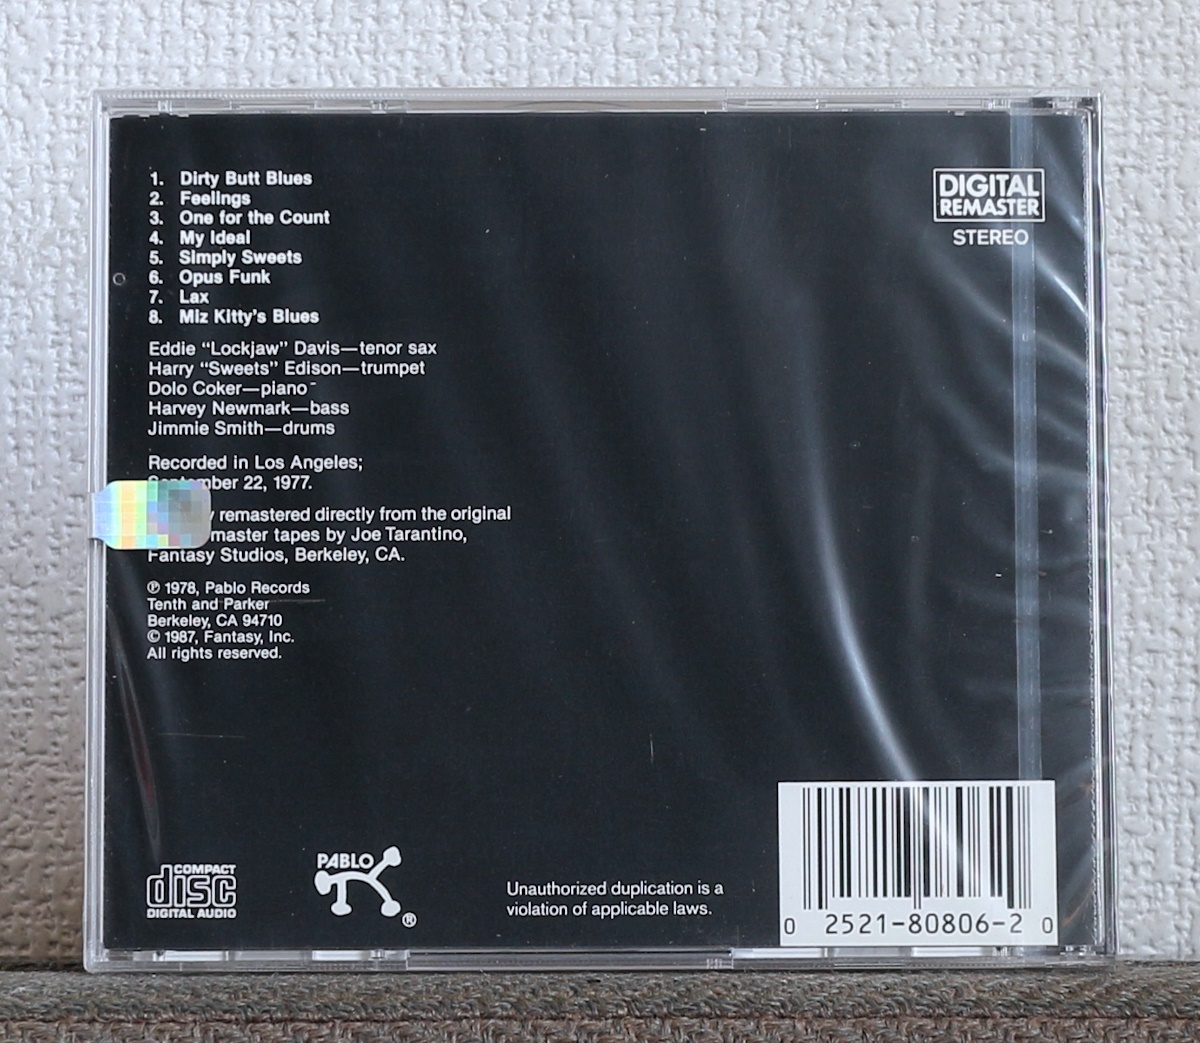 1. Dirty Butt Blues
2. Feelings
3. One for the Count
4. My Ideal
5. Simply Sweets
6. Opus Funk
7. Lax
8. Miz Kitty's Blues
Eddie “Lockjaw” Davis—tenor sax
Harry “Sweets” Edison—trumpet
Dolo Coker—piano
Harvey Newmark—bass
Jimmie Smith—drums
Recorded in Los Angeles;
22, 1977.
remastered directly from the original
master tapes by Joe Tarantino,
Fantasy Studios, Berkeley, CA.
℗ 1978, Pablo Records
Tenth and Parker
Berkeley, CA 94710
© 1987, Fantasy, Inc.
All rights reserved.
DIGITAL
REMASTER
STEREO
COMPACT
disc
DIGITAL AUDIO
PABLO
®
Unauthorized duplication is a
violation of applicable laws.
0 2521-80806-2 0